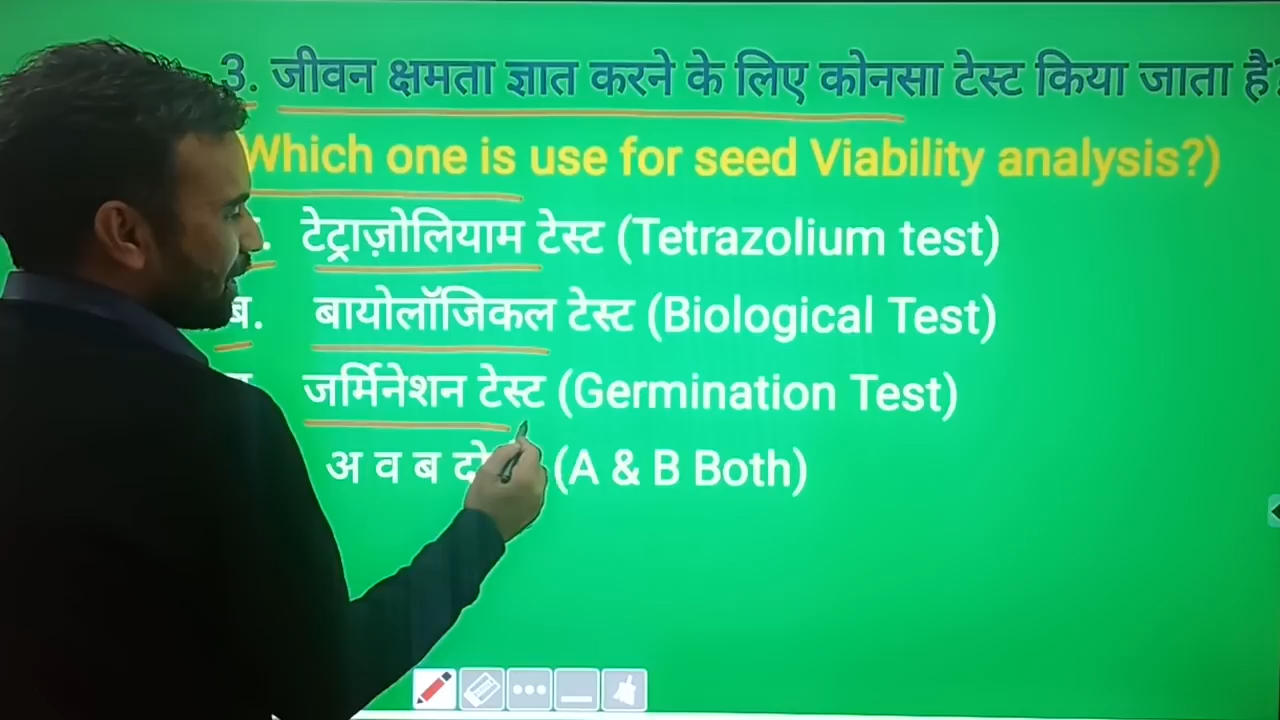 3. जीवन क्षमता ज्ञात करने के लिए कोनसा टेस्ट किया जाता है?
Which one is use for seed Viability analysis?)
टेट्राज़ोलियाम टेस्ट (Tetrazolium test)
ब. बायोलॉजिकल टेस्ट (Biological Test)
जर्मिनेशन टेस्ट (Germination Test)
अ व ब (A & B Both)